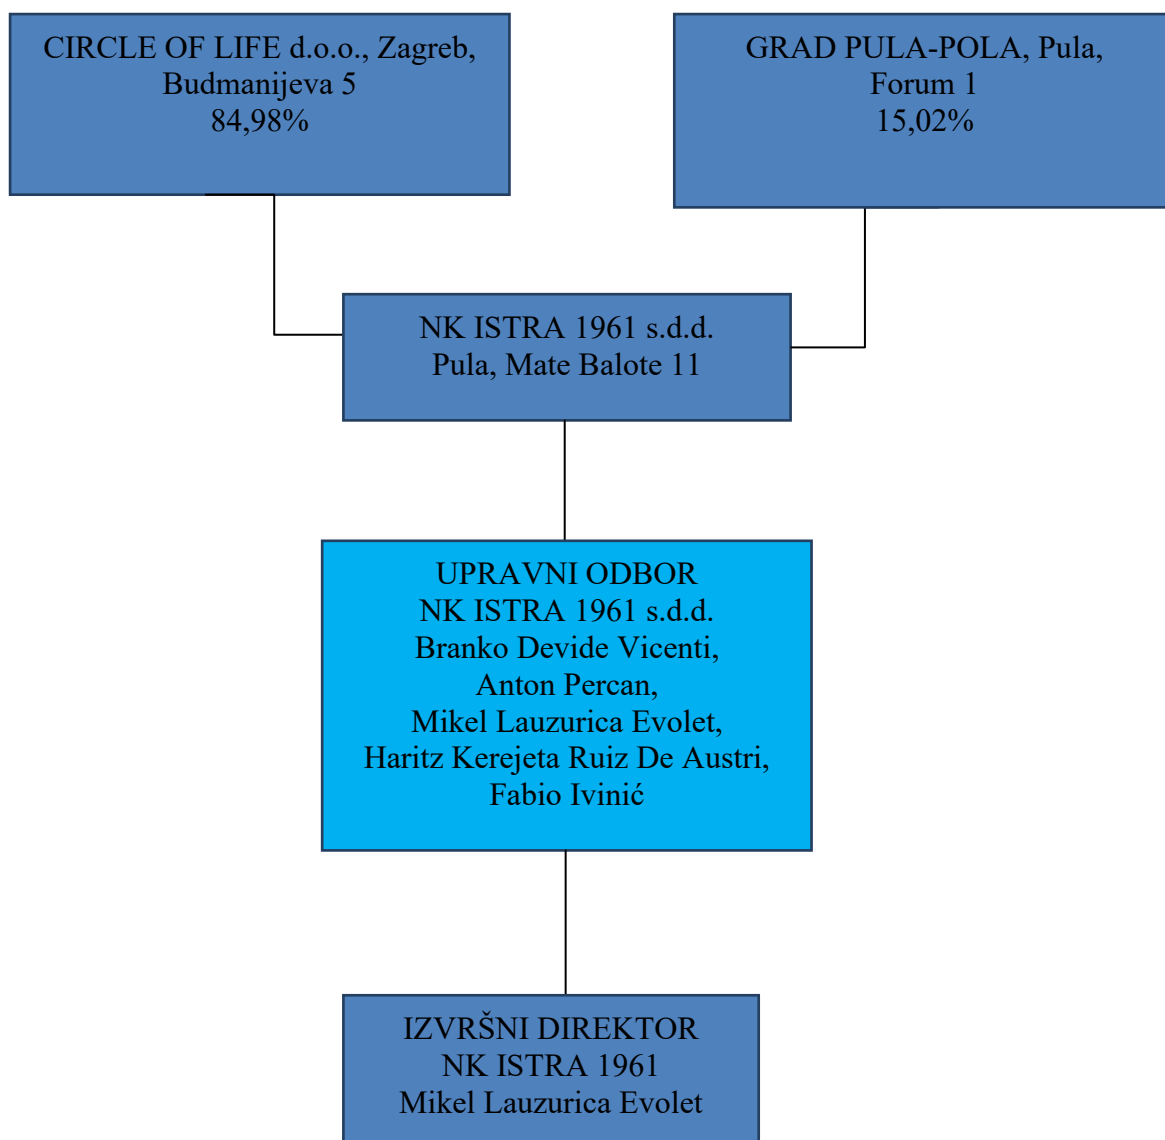 CIRCLE OF LIFE d.o.o., Zagreb,
Budmanijeva 5
84,98%
GRAD PULA-POLA, Pula,
Forum 1
15,02%
NK ISTRA 1961 s.d.d.
Pula, Mate Balote 11
UPRAVNI ODBOR
NK ISTRA 1961 s.d.d.
Branko Devide Vicenti,
Anton Percan,
Mikel Lauzurica Evolet,
Haritz Kerejeta Ruiz De Austri,
Fabio Ivinić
IZVRŠNI DIREKTOR
NK ISTRA 1961
Mikel Lauzurica Evolet